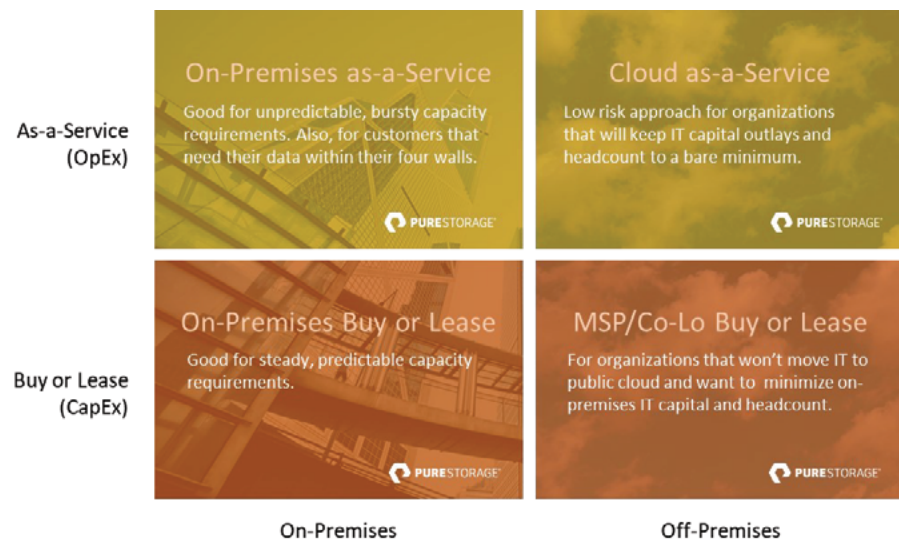 On-Premises as-a-Service
Good for unpredictable, bursty capacity
requirements. Also, for customers that
need their data within their four walls.
PURESTORAGE
Cloud as-a-Service
Low risk approach for organizations
that will keep IT capital outlays and
headcount to a bare minimum.
PURESTORAGE
As-a-Service
(OpEx)
On-Premises Buy or Lease
Good for steady, predictable capacity
requirements.
PURESTORAGE
MSP/Co-Lo Buy or Lease
For organizations that won't move IT to
public cloud and want to  minimize on-
premises IT capital and headcount.
PURESTORAGE
Buy or Lease
(CapEx)
On-Premises
Off-Premises